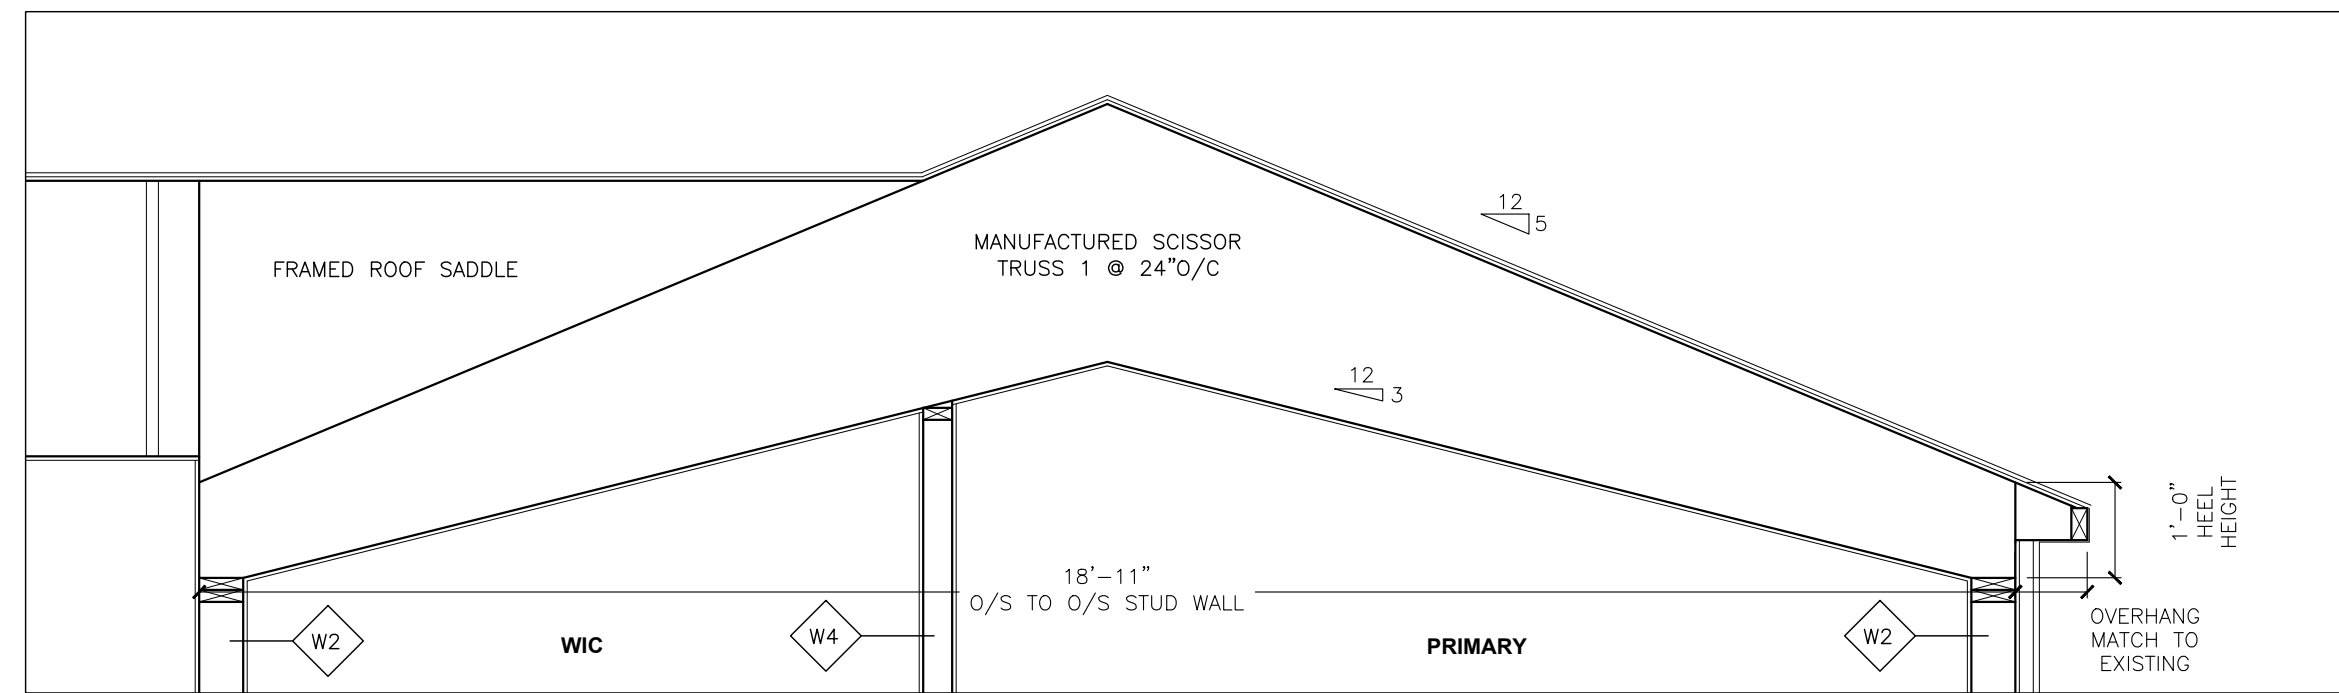 12
5
MANUFACTURED SCISSOR
TRUSS 1 @ 24"O/C
FRAMED ROOF SADDLE
12
3
1'-0"
HEEL
HEIGHT
18'-11"
O/S TO O/S STUD WALL
W2
WIC
W4
PRIMARY
W2
OVERHANG
MATCH TO
EXISTING